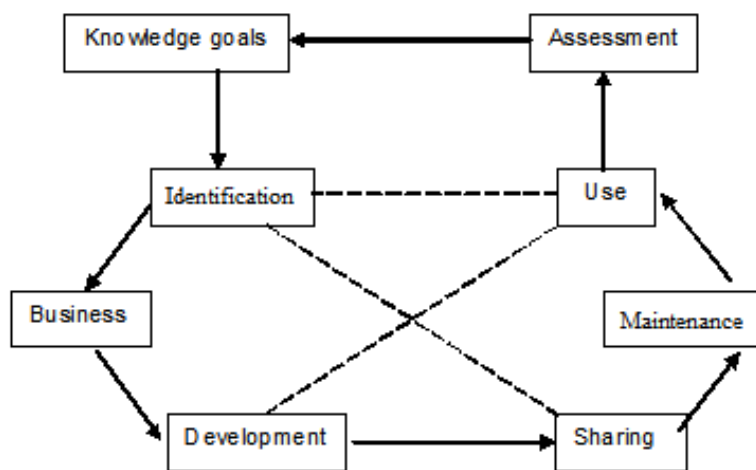 Knowledge goals
Assessment
Identification
Use
Business
Maintenance
Development
Sharing